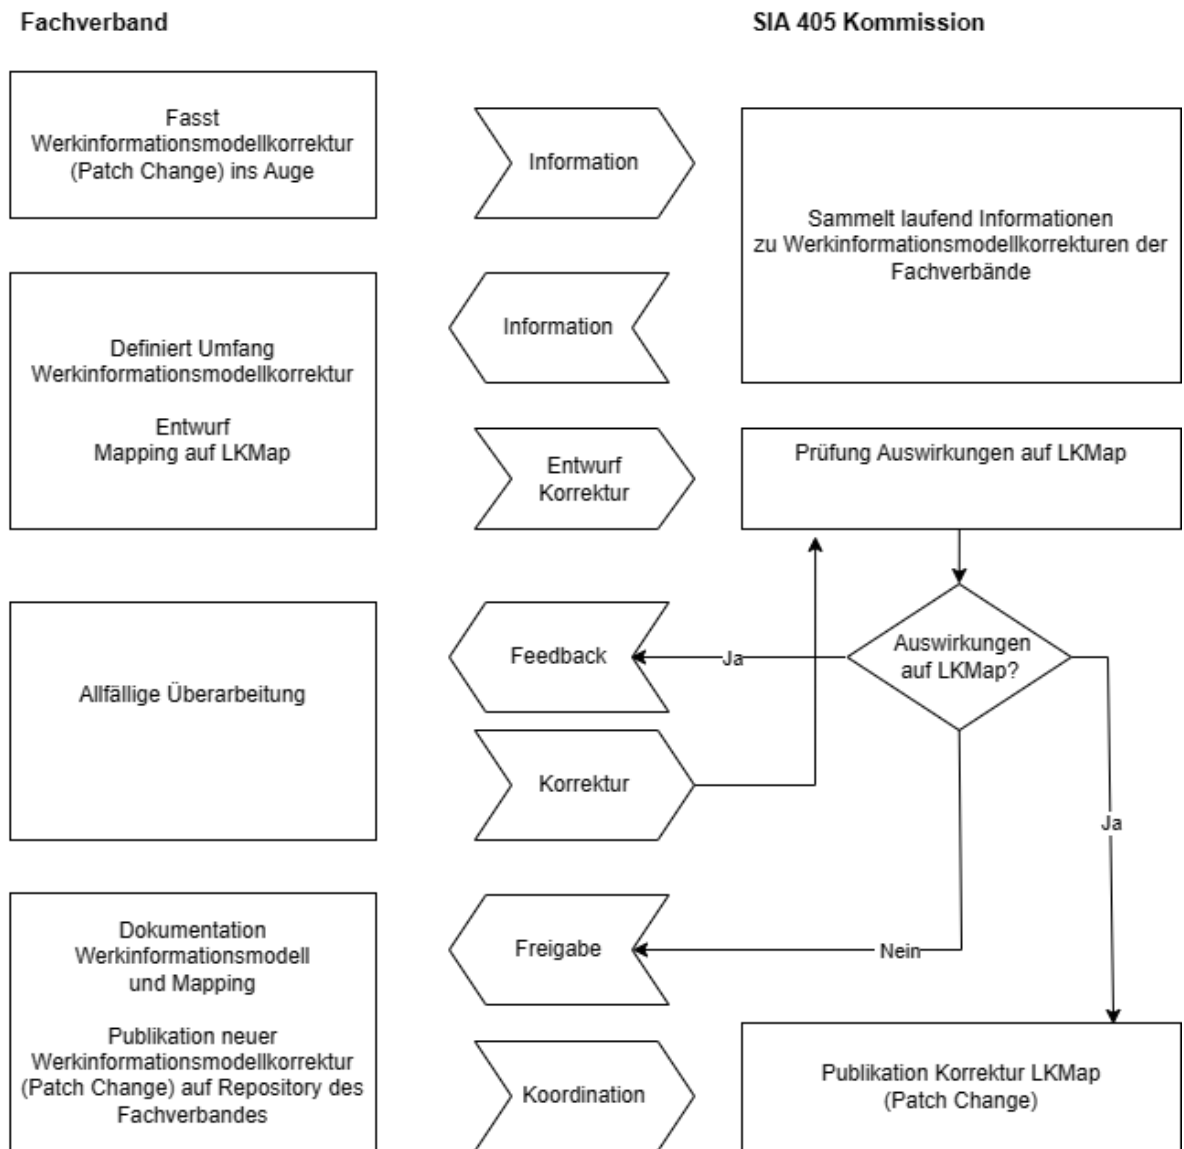 Fachverband
SIA 405 Kommission
Fasst
Werkinformationsmodellkorrektur
(Patch Change) ins Auge
Information
Sammelt laufend Informationen
zu Werkinformationsmodellkorrekturen der
Fachverbände
Definiert Umfang
Werkinformationsmodellkorrektur
Entwurf
Mapping auf LKMap
Information
Entwurf
Korrektur
Prüfung Auswirkungen auf LKMap
Allfällige Überarbeitung
Feedback
Ja
Auswirkungen
auf LKMap?
Korrektur
Ja
Dokumentation
Werkinformationsmodell
und Mapping
Publikation neuer
Werkinformationsmodellkorrektur
(Patch Change) auf Repository des
Fachverbandes
Freigabe
Nein
Koordination
Publikation Korrektur LKMap
(Patch Change)